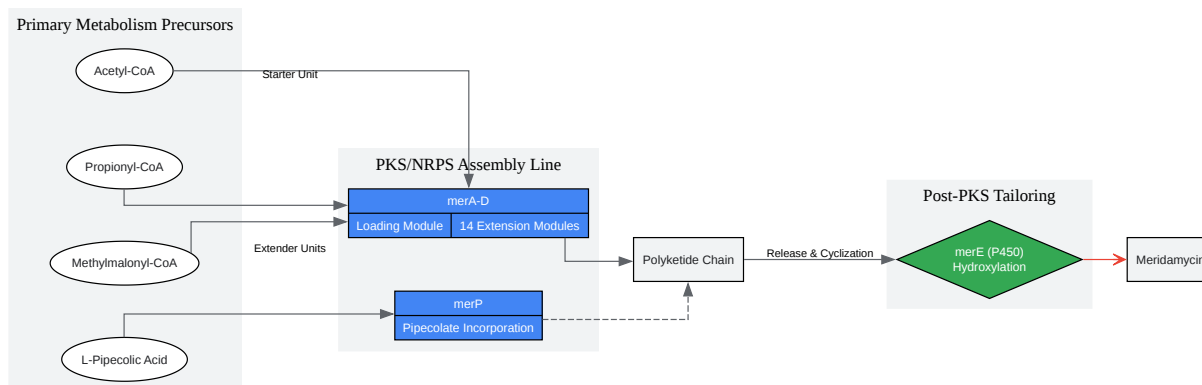 Primary Metabolism Precursors
Acetyl-CoA
Starter Unit
Propionyl-CoA
Methylmalonyl-CoA
Extender Units
L-Pipecolic Acid
PKS/NRPS Assembly Line
merA-D
Loading Module
14 Extension Modules
merP
Pipecolate Incorporation
Polyketide Chain
Release & Cyclization
Post-PKS Tailoring
merE (P450)
Hydroxylation
Meridamycin